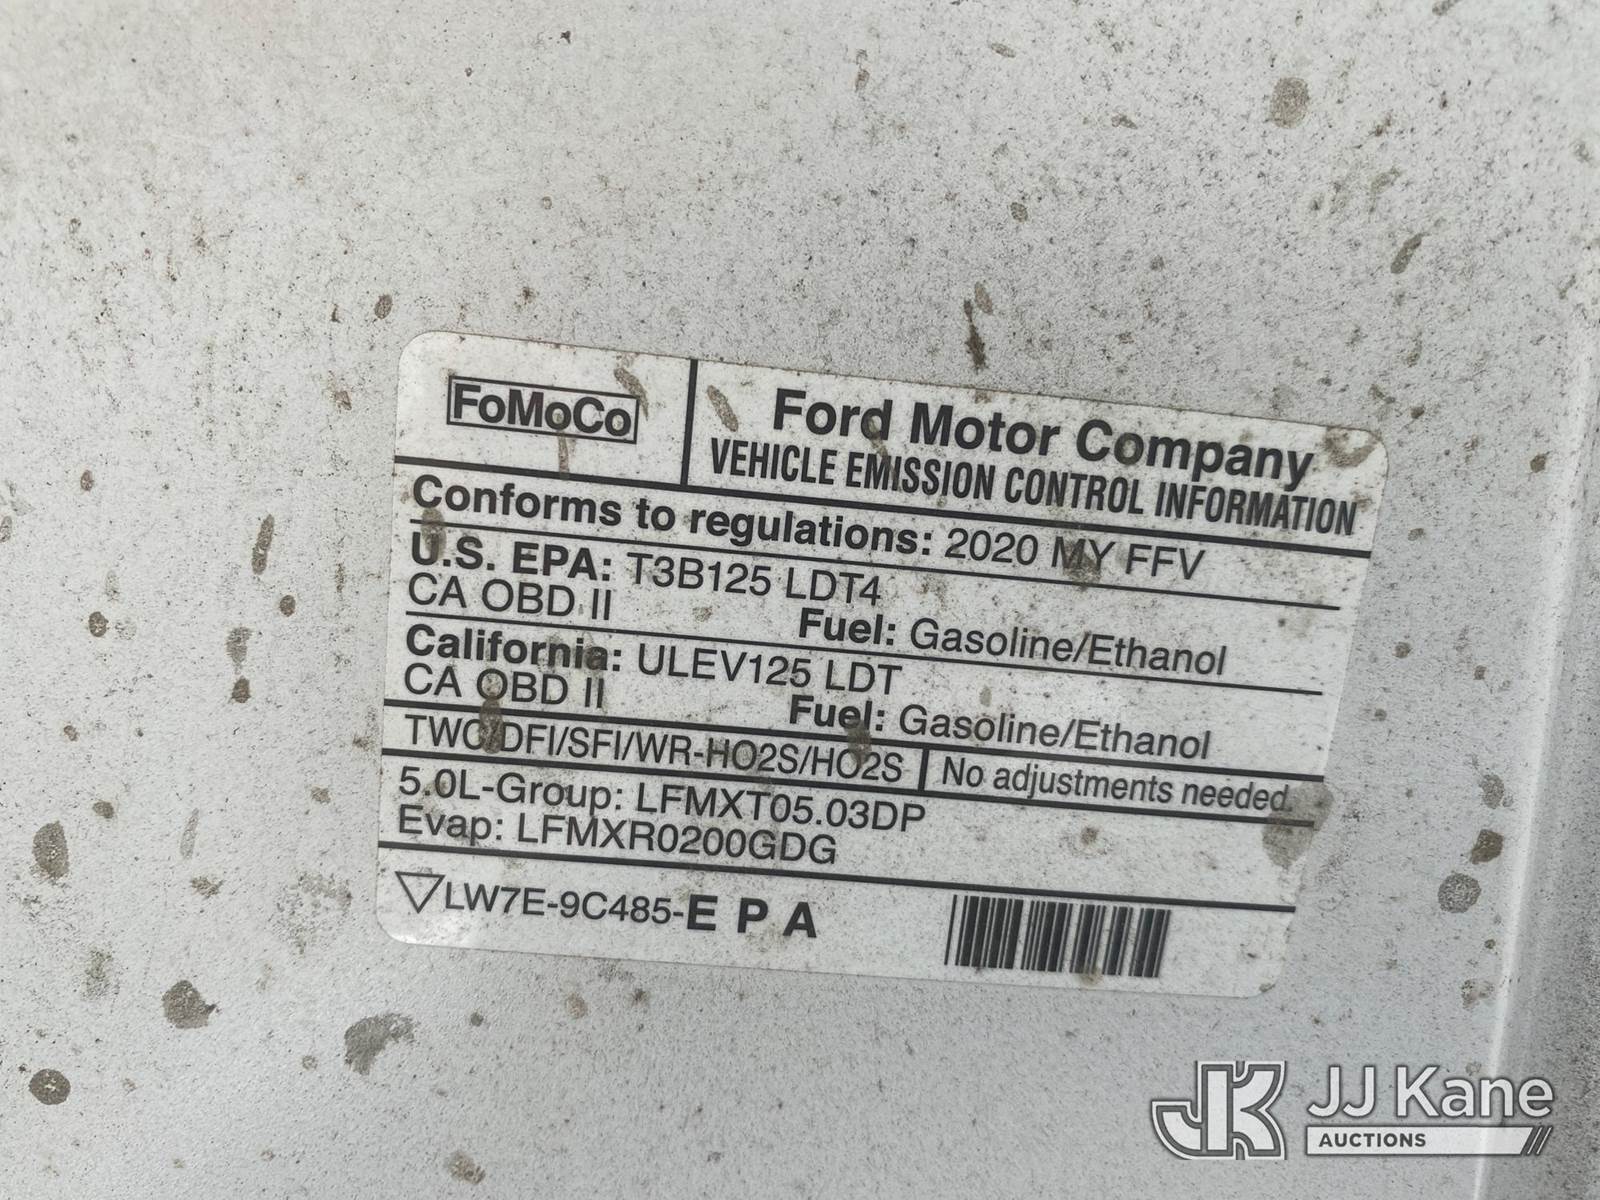 FoMoCo
Ford Motor Company
VEHICLE EMISSION CONTROL INFORMATION
Conforms to regulations: 2020 MY FFV
U.S. EPA: T3B125 LDT4
CA OBD II
Fuel: Gasoline/Ethanol
California: ULEV125 LDT
CA OBD II
Fuel: Gasoline/Ethanol
TWC/DFI/SFI/WR-HO2S/HO2S
No adjustments needed.
5.0L-Group: LFMXT05.03DP
Evap: LFMXR0200GDG
LW7E-9C485-E P A
JK
JJ Kane
AUCTIONS